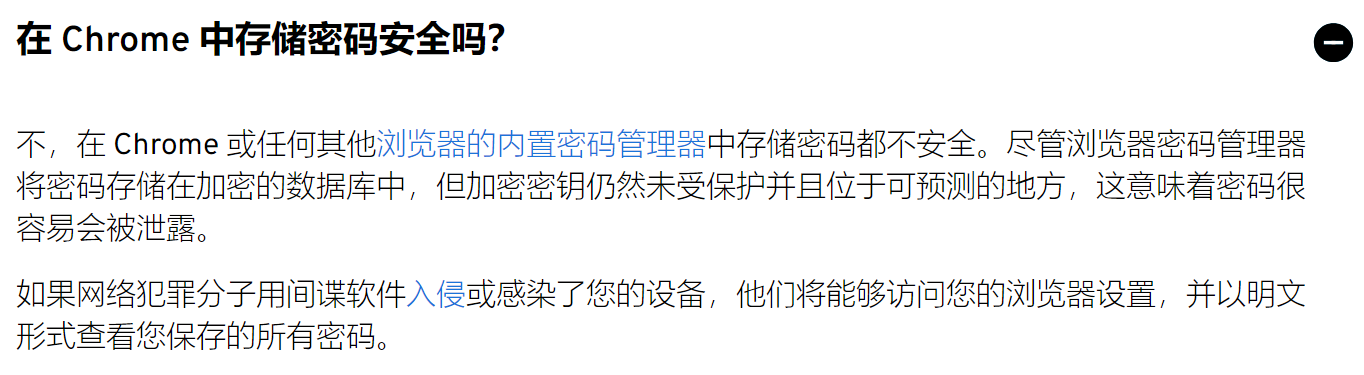 在 Chrome 中存储密码安全吗？
不，在 Chrome 或任何其他浏览器的内置密码管理器中存储密码都不安全。尽管浏览器密码管理器
将密码存储在加密的数据库中，但加密密钥仍然未受保护并且位于可预测的地方，这意味着密码很
容易会被泄露。
如果网络犯罪分子用间谍软件入侵或感染了您的设备，他们将能够访问您的浏览器设置，并以明文
形式查看您保存的所有密码。